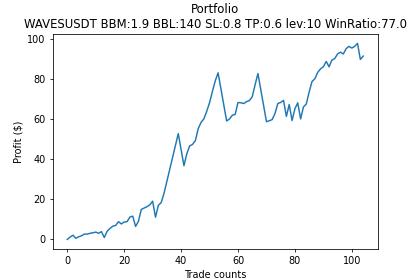 Portfolio
WAVESUSDT BBM:1.9 BBL:140 SL:0.8 TP:0.6 lev:10 WinRatio:77.0
100
80
60
40
20
0
Profit ($)
0 20 40 60 80 100
Trade counts